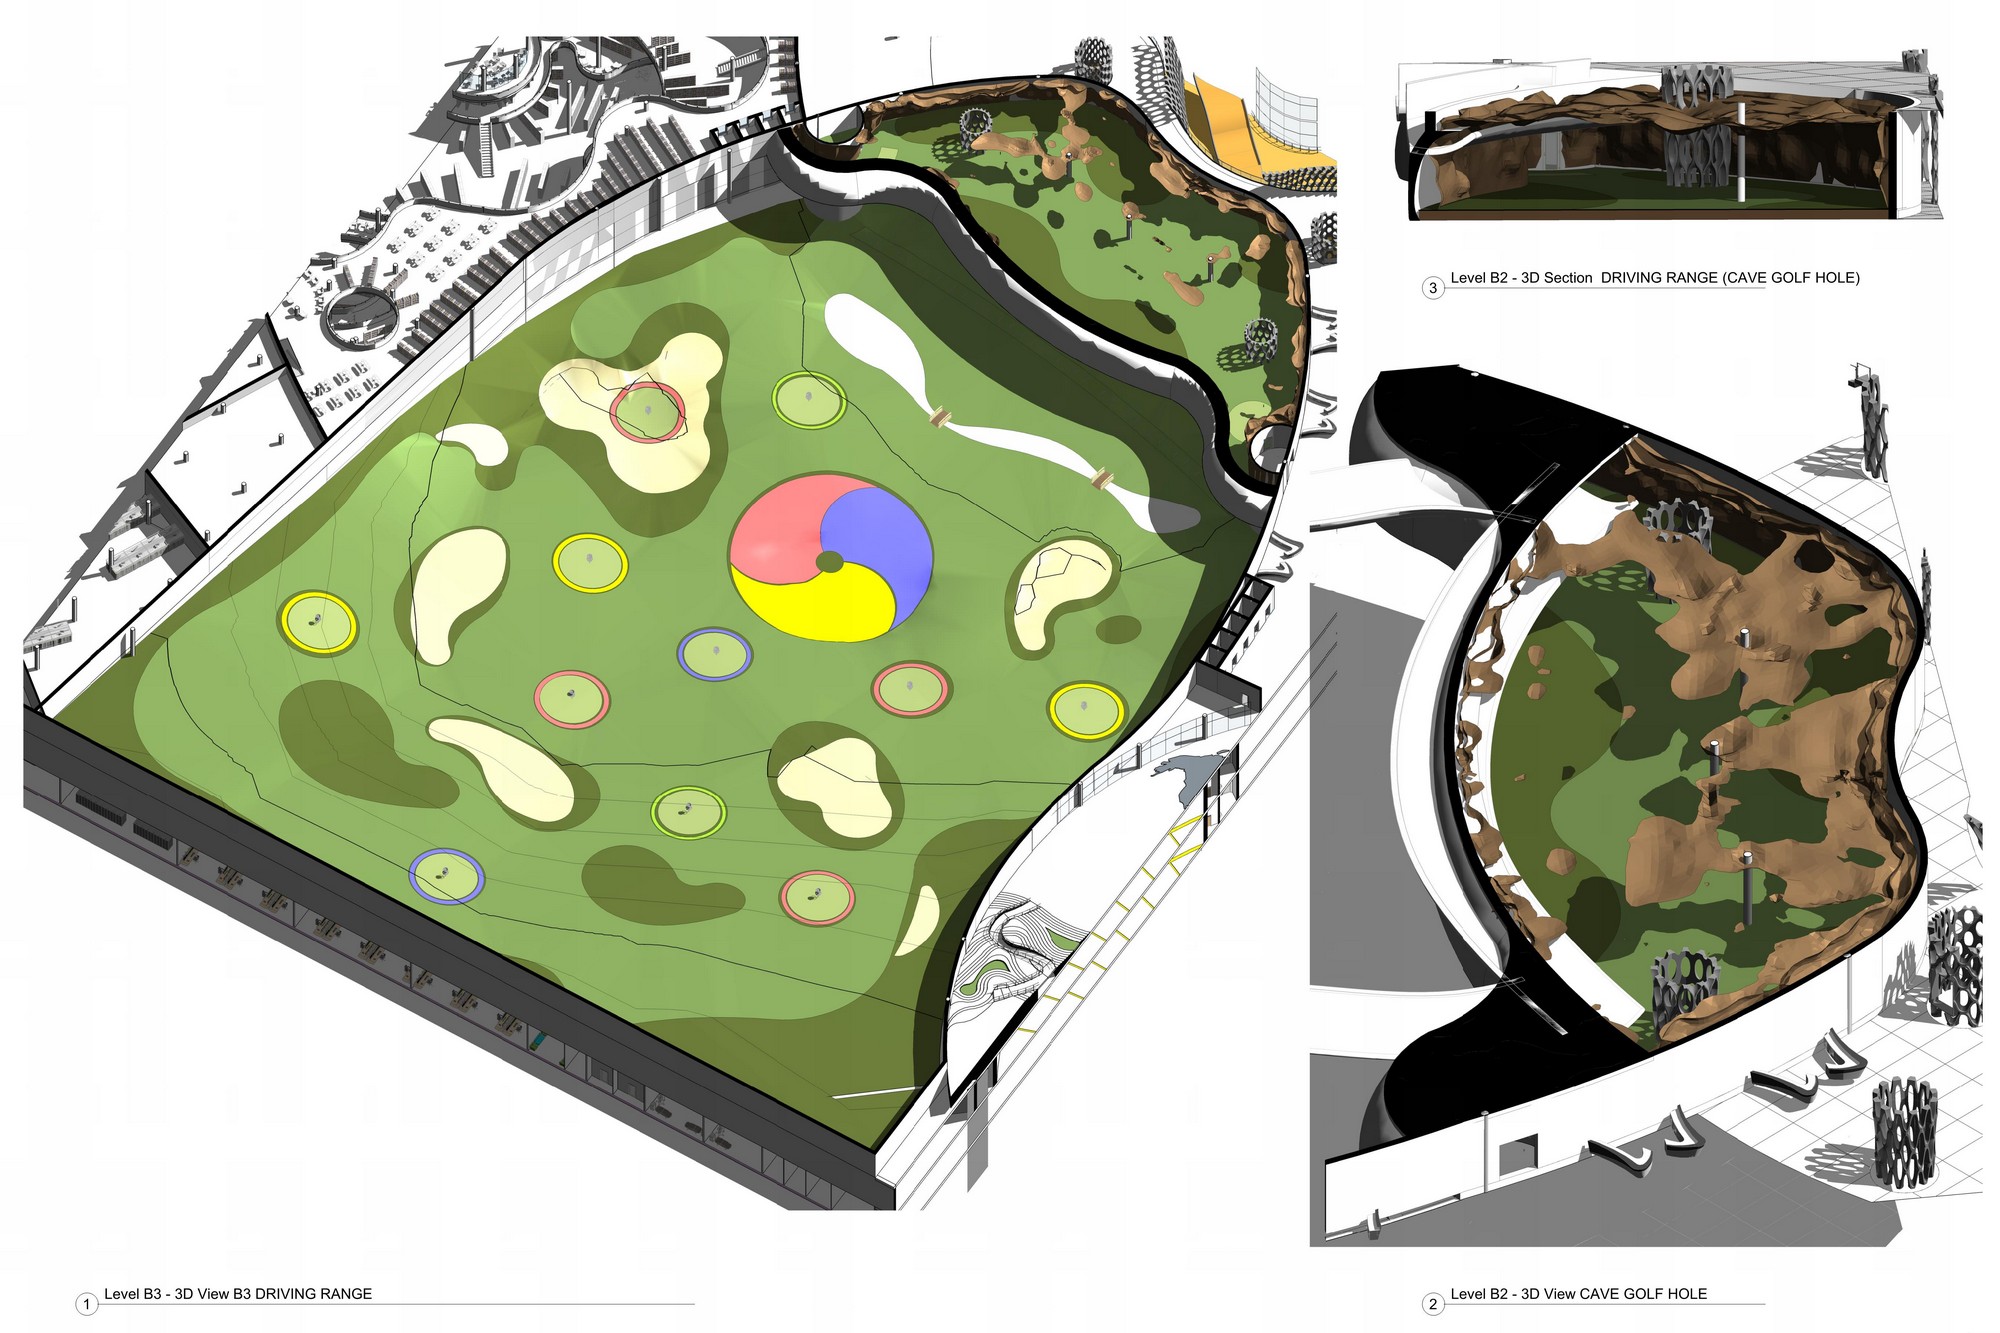 3 Level B2 - 3D Section  DRIVING RANGE (CAVE GOLF HOLE)
1 Level B3 - 3D View B3 DRIVING RANGE
2 Level B2 - 3D View CAVE GOLF HOLE